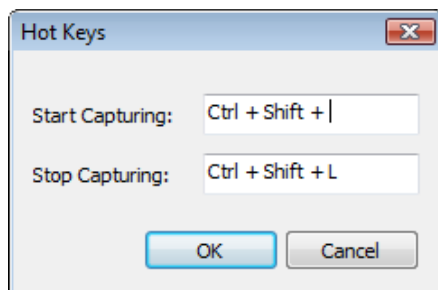 Hot Keys
Start Capturing: Ctrl + Shift +
Stop Capturing: Ctrl + Shift + L
OK Cancel